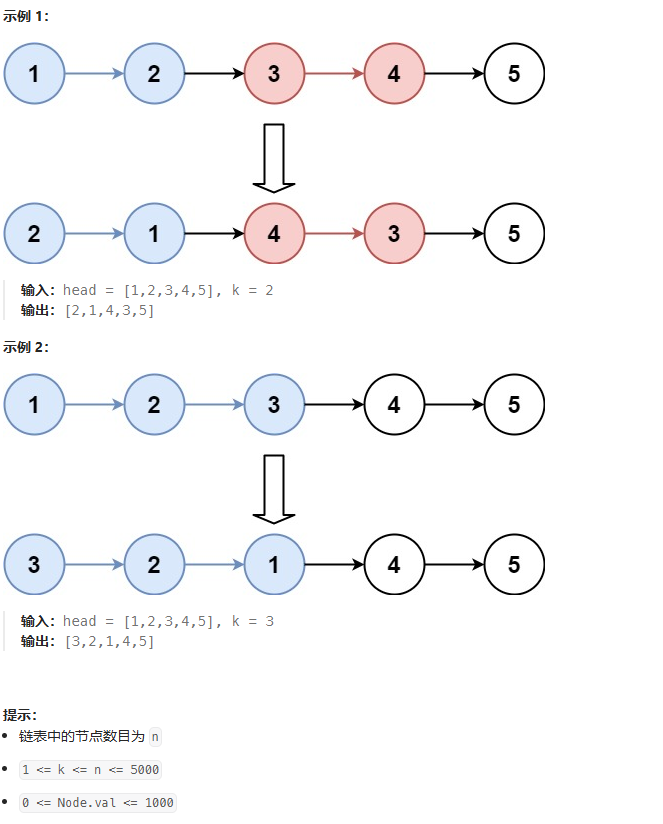 示例 1：
1 2 3 4 5
2 1 4 3 5
输入：head = [1,2,3,4,5], k = 2
输出：[2,1,4,3,5]
示例 2：
1 2 3 4 5
3 2 1 4 5
输入：head = [1,2,3,4,5], k = 3
输出：[3,2,1,4,5]
提示：
链表中的节点数目为 n
1 <= k <= n <= 5000
0 <= Node.val <= 1000